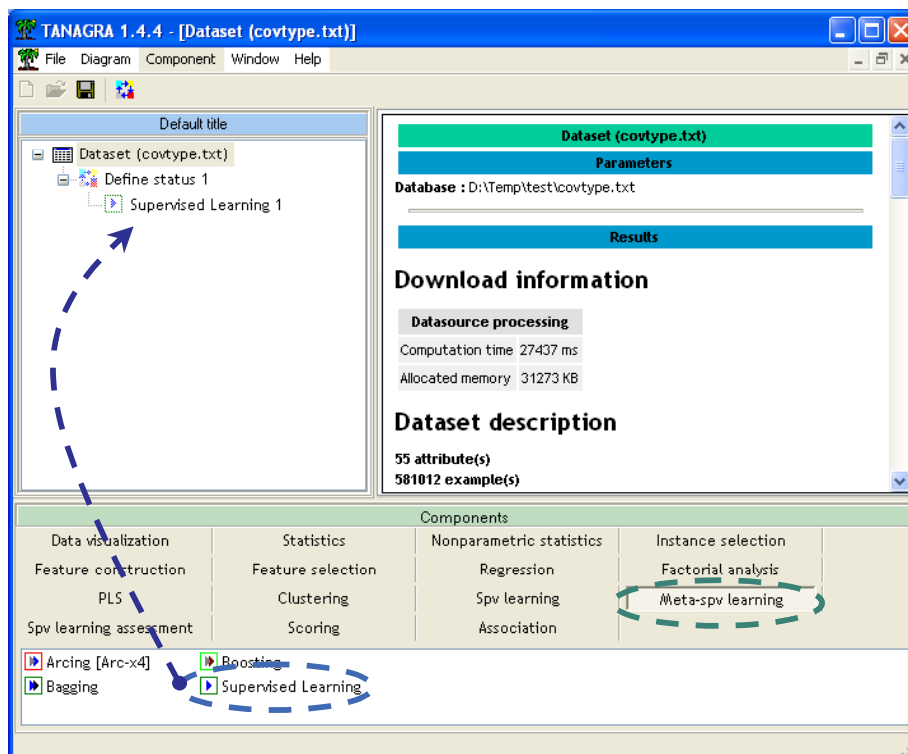 TANAGRA 1.4.4 - [Dataset (covtype.txt)]
File Diagram Component Window Help
Default title
Dataset (covtype.txt)
Define status 1
Supervised Learning 1
Dataset (covtype.txt)
Parameters
Database : D:\Temp\test\covtype.txt
Results
Download information
Datasource processing
Computation time 27437 ms
Allocated memory 31273 KB
Dataset description
55 attribute(s)
581012 example(s)
Components
Data visualization Statistics Nonparametric statistics Instance selection
Feature construction Feature selection Regression Factorial analysis
PLS Clustering Spv learning Meta-spv learning
Spv learning assessment Scoring Association
Arcing [Arc-x4] Boosting
Bagging Supervised Learning